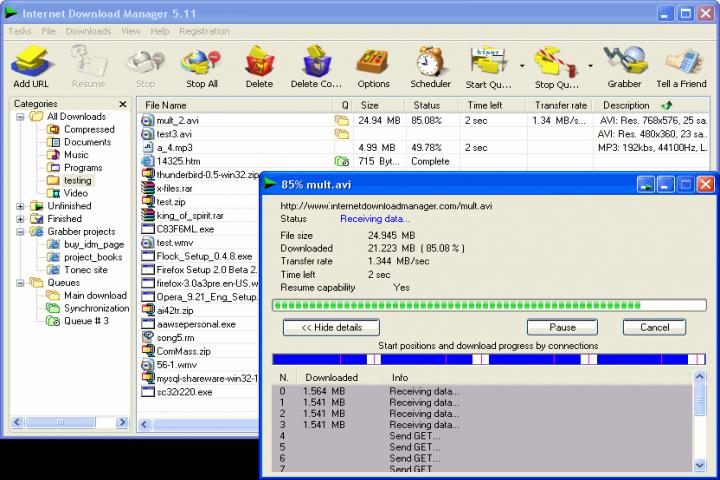 Internet Download Manager 5.11
Tasks File Downloads View Help Registration
Add URL Resume Stop Stop All Delete Delete Co... Options Scheduler Start Qu... Stop Qu... Grabber Tell a Friend
Categories
All Downloads
Compressed
Documents
Music
Programs
testing
Video
Unfinished
Finished
Grabber projects
buy_idm_page
project_books
Tonec site
Queues
Main download
Synchronization
Queue # 3
File Name Q Size Status Time left Transfer rate Description
mult_2.avi 24.94 MB 85.08% 2 sec 1.34 MB/s... AVI: Res. 768x576, 25 sa..
test3.avi AVI: Res. 480x360, 23 sa..
a_4.mp3 4.99 MB 49.78% 2 sec MP3: 192kbs, 44100Hz, L.
14325.htm 715 Byt... Complete
thunderbird-0.5-win32.zip
x-files.rar
test.zip
king_of_spirit.rar
C83F6ML.exe
test.wmv
Flock_Setup_0.4.8.exe
Firefox Setup 2.0 Beta 2.
firefox-3.0a3pre.en-US.w
Opera_9.21_Eng_Setup.
ai42tr.zip
aawsepersonal.exe
song5.rm
ComMass.zip
56-1.wmv
mysql-shareware-win32-1
sc32r220.exe
85% mult.avi
http://www.internetdownloadmanager.com/mult.avi
Status Receiving data...
File size 24.945 MB
Downloaded 21.223 MB ( 85.08 % )
Transfer rate 1.344 MB/sec
Time left 2 sec
Resume capability Yes
<< Hide details Pause Cancel
Start positions and download progress by connections
N. Downloaded Info
0 1.564 MB Receiving data...
1 1.541 MB Receiving data...
2 1.541 MB Receiving data...
3 1.541 MB Receiving data...
4 Send GET...
5 Send GET...
6 Send GET...
7 Send GET...